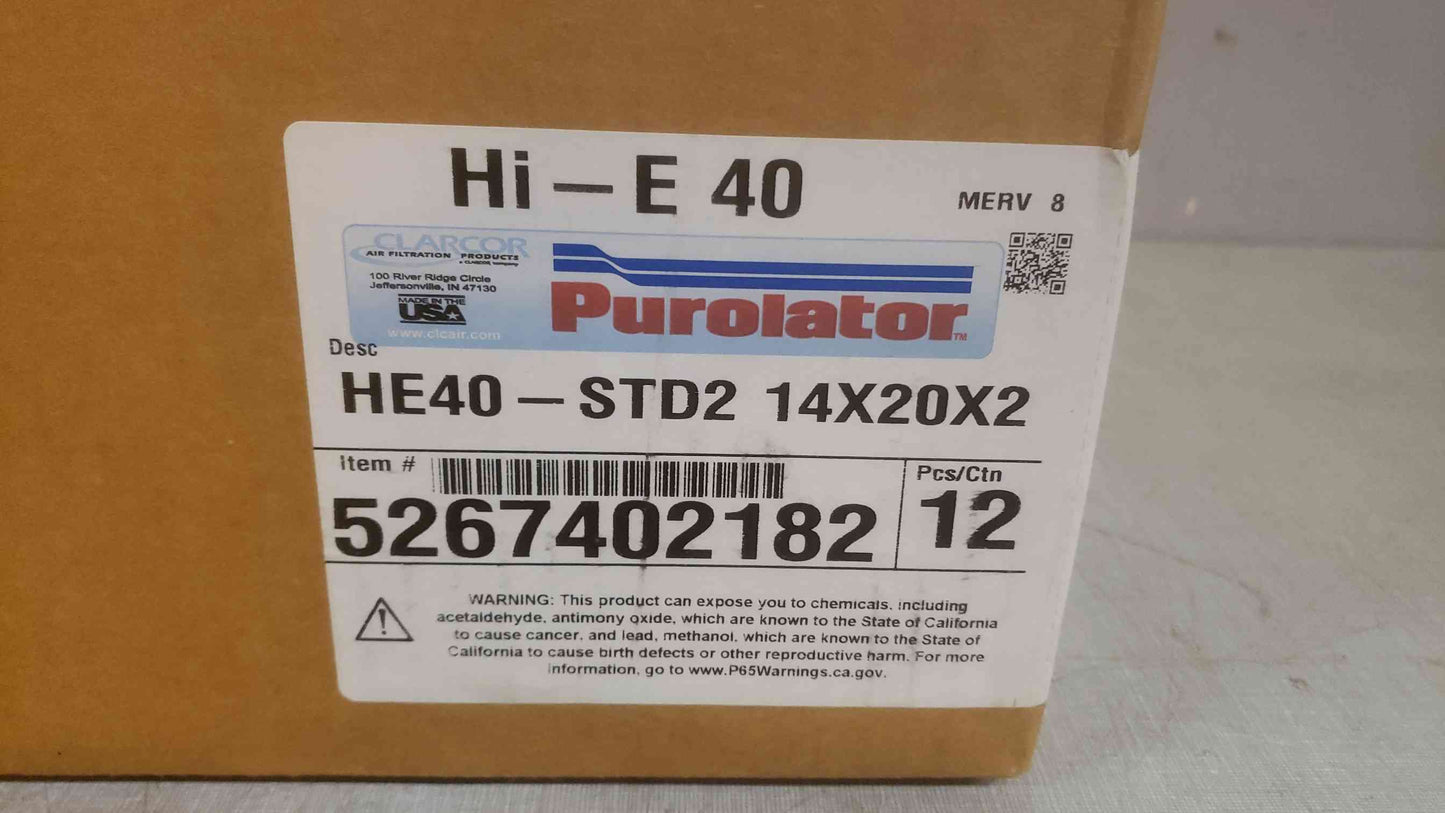 Hi – E 40
MERV 8
CLARCOR
AIR FILTRATION PRODUCTS
a CLARCOR company
100 River Ridge Circle
Jeffersonville, IN 47130
MADE IN THE
USA
www.clcair.com
Purolator™
Desc
HE40 – STD2 14X20X2
Item #
5267402182
Pcs/Ctn
12
WARNING: This product can expose you to chemicals, including
acetaldehyde, antimony oxide, which are known to the State of California
to cause cancer, and lead, methanol, which are known to the State of
California to cause birth defects or other reproductive harm. For more
information, go to www.P65Warnings.ca.gov.